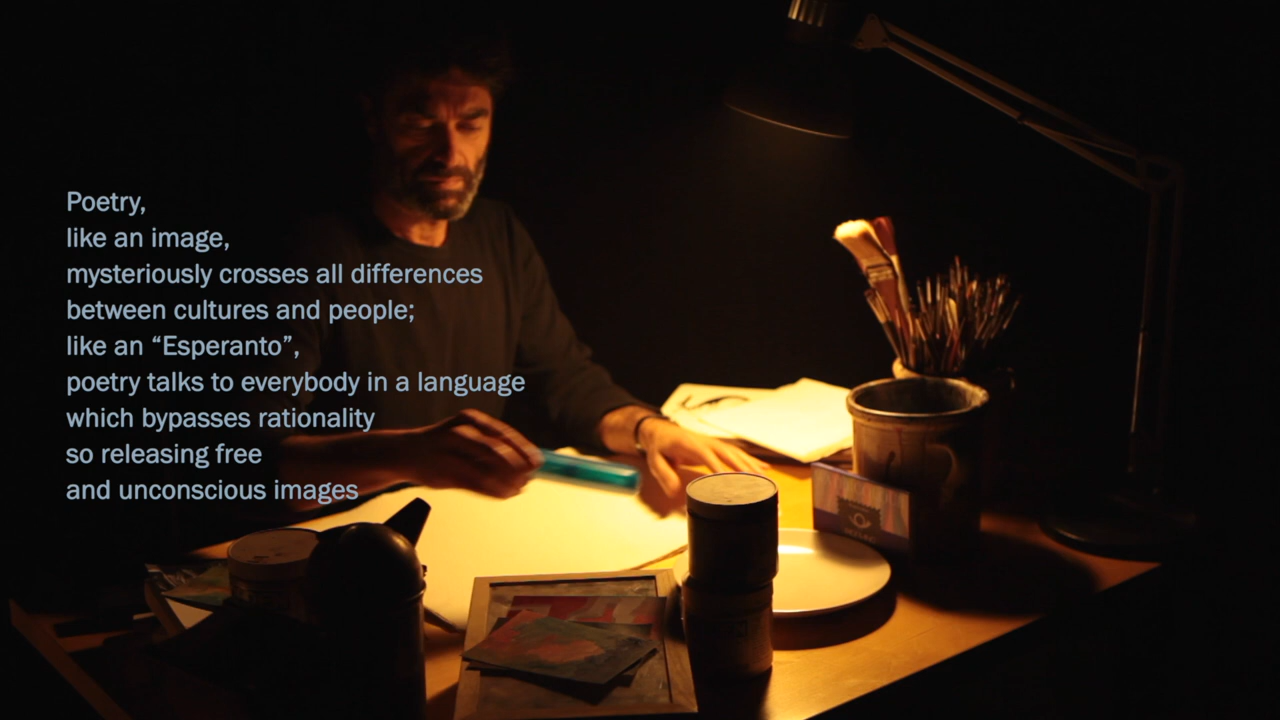 Poetry,
like an image,
mysteriously crosses all differences
between cultures and people;
like an “Esperanto”,
poetry talks to everybody in a language
which bypasses rationality
so releasing free
and unconscious images